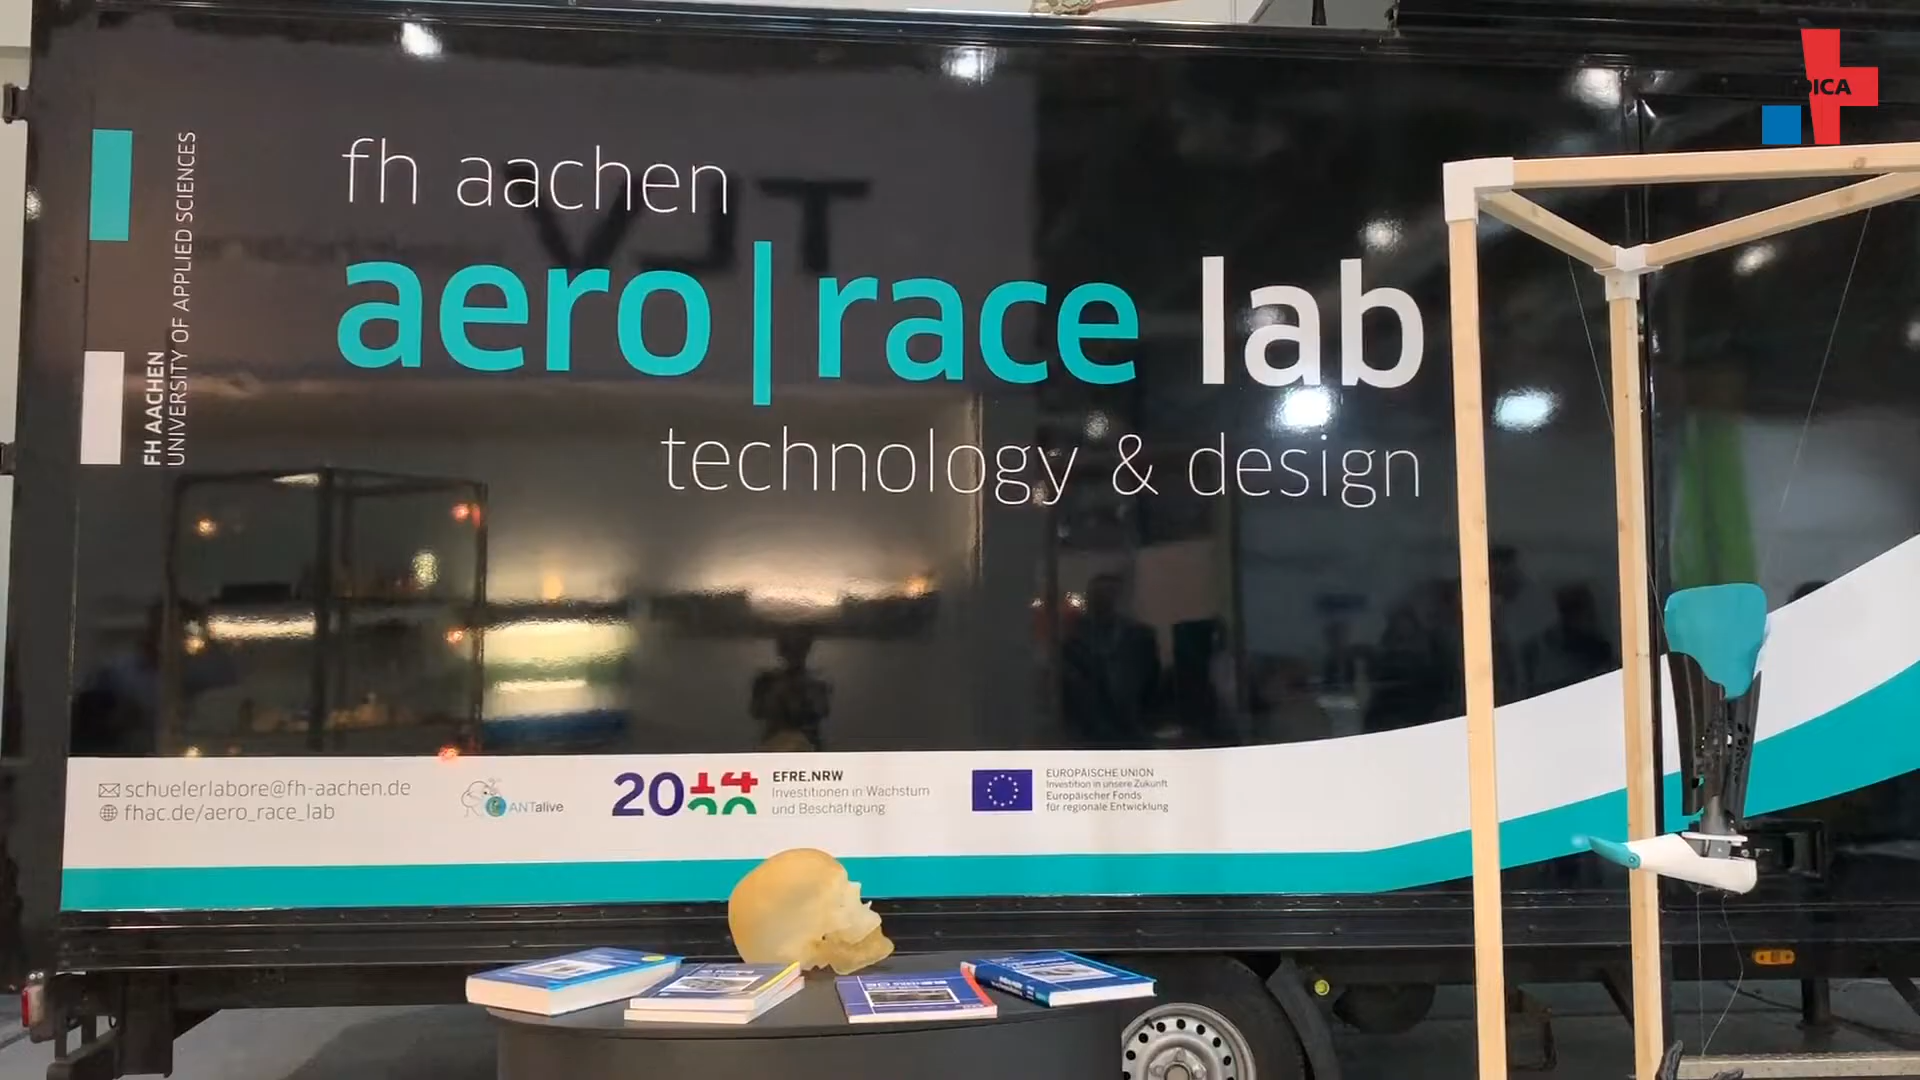 DICA
fh aachen
aero|race lab
technology & design
FH AACHEN
UNIVERSITY OF APPLIED SCIENCES
schuelerlabore@fh-aachen.de
fhac.de/aero_race_lab
ANTalive
2014
20
EFRE.NRW
Investitionen in Wachstum
und Beschäftigung
EUROPÄISCHE UNION
Investition in unsere Zukunft
Europäischer Fonds
für regionale Entwicklung